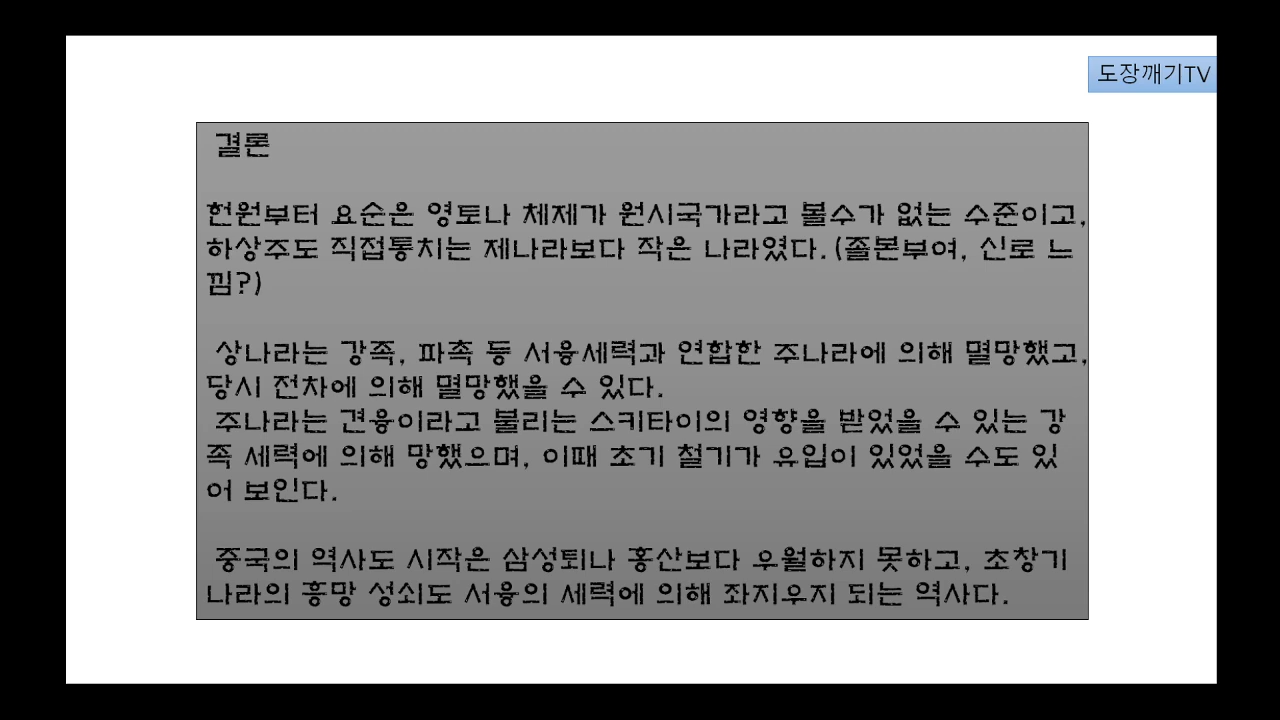 도장깨기TV
결론
헌원부터 요순은 영토나 체제가 원시국가라고 볼수가 없는 수준이고,
하상주도 직접통치는 제나라보다 작은 나라였다. (졸본부여, 신로 느
낌?)
상나라는 강족, 파촉 등 서융세력과 연합한 주나라에 의해 멸망했고,
당시 전차에 의해 멸망했을 수 있다.
주나라는 견융이라고 불리는 스키타이의 영향을 받었을 수 있는 강
족 세력에 의해 망했으며, 이때 초기 철기가 유입이 있었을 수도 있
어 보인다.
중국의 역사도 시작은 삼성퇴나 홍산보다 우월하지 못하고, 초창기
나라의 흥망 성쇠도 서융의 세력에 의해 좌지우지 되는 역사다.